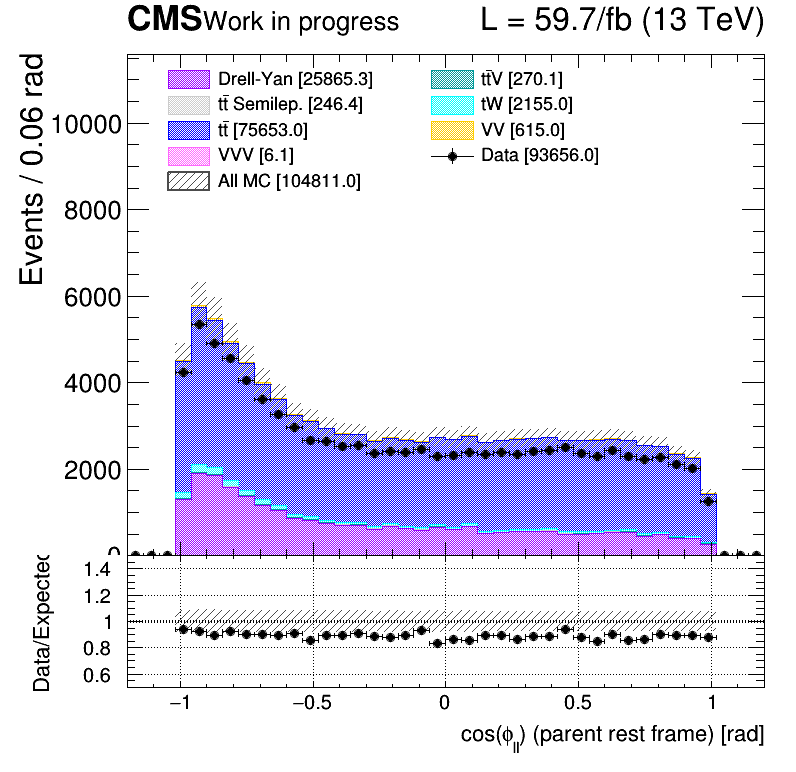 CMS Work in progress L = 59.7/fb (13 TeV)
Events / 0.06 rad
Drell-Yan [25865.3]
tt̄ Semilep. [246.4]
tt̄ [75653.0]
VVV [6.1]
All MC [104811.0]
tt̄V [270.1]
tW [2155.0]
VV [615.0]
Data [93656.0]
10000
8000
6000
4000
2000
0
Data/Expected
1.4
1.2
1
0.8
0.6
−1 −0.5 0 0.5 1
cos(ϕ_ll) (parent rest frame) [rad]